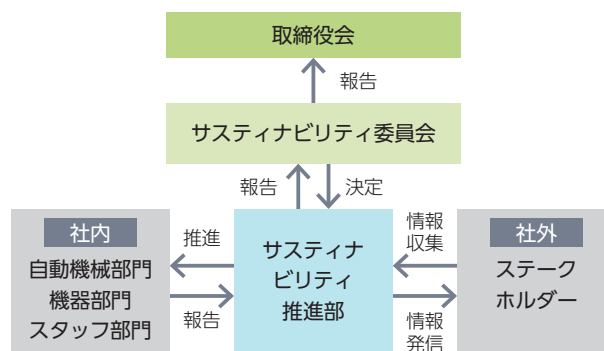 取締役会
報告
サスティナビリティ委員会
報告
決定
社内
自動機械部門
機器部門
スタッフ部門
推進
報告
サスティナ
ビリティ
推進部
情報
収集
情報
発信
社外
ステーク
ホルダー